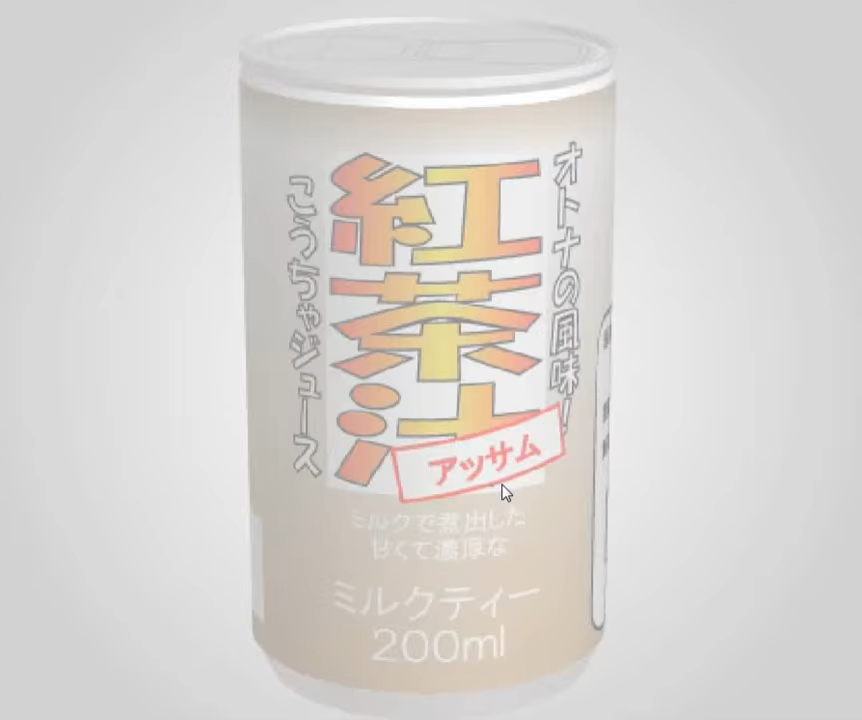 オトナの風味!
紅茶汁
こうちゃジュース
アッサム
ミルクで煮出した
甘くて濃厚な
ミルクティー
200ml